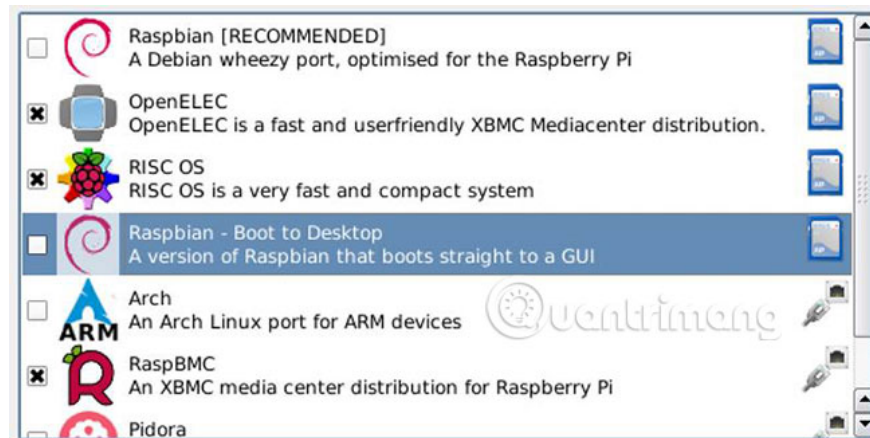 Raspbian [RECOMMENDED]
A Debian wheezy port, optimised for the Raspberry Pi
OpenELEC
OpenELEC is a fast and userfriendly XBMC Mediacenter distribution.
RISC OS
RISC OS is a very fast and compact system
Raspbian - Boot to Desktop
A version of Raspbian that boots straight to a GUI
Arch
ARM
An Arch Linux port for ARM devices
Quantrimang
RaspBMC
An XBMC media center distribution for Raspberry Pi
Pidora